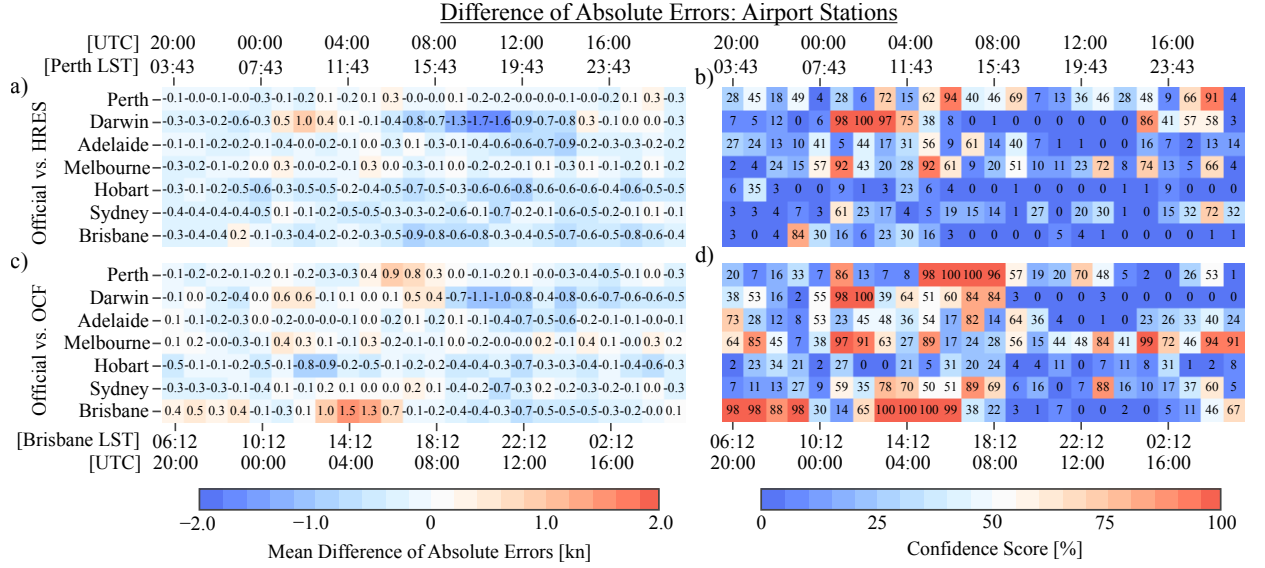 Difference of Absolute Errors: Airport Stations
[UTC] 20:00 00:00 04:00 08:00 12:00 16:00 20:00 00:00 04:00 08:00 12:00 16:00
[Perth LST] 03:43 07:43 11:43 15:43 19:43 23:43 03:43 07:43 11:43 15:43 19:43 23:43
a) b)
Official vs. HRES
Perth -0.1 -0.0 -0.1 -0.0 -0.3 -0.1 -0.2 0.1 -0.2 0.1 0.3 -0.0 -0.0 0.1 -0.2 -0.2 -0.0 -0.0 -0.1 -0.0 -0.2 0.1 0.3 -0.3 28 45 18 49 4 28 6 72 15 62 94 40 46 69 7 13 36 46 28 48 9 66 91 4
Darwin -0.3 -0.3 -0.2 -0.6 -0.3 0.5 1.0 0.4 0.1 -0.1 -0.4 -0.8 -0.7 -1.3 -1.7 -1.6 -0.9 -0.7 -0.8 0.3 -0.1 0.0 0.0 -0.3 7 5 12 0 6 98 100 97 75 38 8 0 1 0 0 0 0 0 0 86 41 57 58 3
Adelaide -0.1 -0.1 -0.2 -0.2 -0.1 -0.4 -0.0 -0.2 -0.1 0.0 -0.3 0.1 -0.3 -0.1 -0.4 -0.6 -0.6 -0.7 -0.9 -0.2 -0.3 -0.3 -0.2 -0.2 27 24 13 10 41 5 44 17 31 56 9 61 14 40 7 1 1 0 0 16 7 2 13 14
Melbourne -0.3 -0.2 -0.1 -0.2 0.0 0.3 -0.0 -0.2 -0.1 0.3 0.0 -0.3 -0.1 0.0 -0.2 -0.2 -0.1 0.1 -0.3 0.1 -0.1 -0.2 0.1 -0.2 2 4 24 15 57 92 43 20 28 92 61 9 20 51 10 11 23 72 8 74 13 5 66 4
Hobart -0.3 -0.1 -0.2 -0.5 -0.6 -0.3 -0.5 -0.5 -0.2 -0.4 -0.5 -0.7 -0.5 -0.3 -0.6 -0.6 -0.8 -0.6 -0.6 -0.6 -0.4 -0.6 -0.5 -0.5 6 35 3 0 0 9 1 3 23 6 4 0 0 1 0 0 0 0 1 1 9 0 0 0
Sydney -0.4 -0.4 -0.4 -0.4 -0.5 0.1 -0.1 -0.2 -0.5 -0.5 -0.3 -0.3 -0.2 -0.6 -0.1 -0.7 -0.2 -0.1 -0.6 -0.5 -0.2 -0.1 0.1 -0.1 3 3 4 7 3 61 23 17 4 5 19 15 14 1 27 0 20 30 1 0 15 32 72 32
Brisbane -0.3 -0.4 -0.4 0.2 -0.1 -0.3 -0.4 -0.2 -0.2 -0.3 -0.5 -0.9 -0.8 -0.6 -0.8 -0.8 -0.3 -0.4 -0.7 -0.6 -0.5 -0.8 -0.6 -0.4 3 0 4 84 30 16 6 23 30 16 3 0 0 0 0 5 4 1 0 0 0 0 1 1
c) d)
Official vs. OCF
Perth -0.1 -0.2 -0.2 -0.1 -0.2 0.1 -0.2 -0.3 -0.3 0.4 0.9 0.8 0.3 0.0 -0.1 -0.2 0.1 -0.0 -0.3 -0.4 -0.5 -0.1 0.0 -0.3 20 7 16 33 7 86 13 7 8 98 100 100 96 57 19 20 70 48 5 2 0 26 53 1
Darwin -0.1 0.0 -0.2 -0.4 0.0 0.6 0.6 -0.1 0.1 0.0 0.1 0.5 0.4 -0.7 -1.1 -1.0 -0.8 -0.4 -0.8 -0.6 -0.7 -0.6 -0.6 -0.5 38 53 16 2 55 98 100 39 64 51 60 84 84 3 0 0 0 3 0 0 0 0 0 0
Adelaide 0.1 -0.1 -0.2 -0.3 0.0 -0.2 -0.0 -0.0 -0.1 0.0 -0.2 0.1 -0.2 0.1 -0.1 -0.4 -0.7 -0.5 -0.6 -0.2 -0.1 -0.1 -0.0 -0.1 73 28 12 8 53 23 45 48 36 54 17 82 14 64 36 4 0 1 0 23 26 33 40 24
Melbourne 0.1 0.2 -0.0 -0.3 -0.1 0.4 0.3 0.1 -0.2 0.3 -0.2 -0.1 -0.1 0.0 -0.2 -0.0 -0.0 0.2 -0.1 0.4 0.1 -0.0 0.3 0.2 64 85 45 7 38 97 91 63 27 89 17 24 28 56 15 44 48 84 41 99 72 46 94 91
Hobart -0.5 -0.1 -0.1 -0.2 -0.5 -0.1 -0.8 -0.9 -0.2 -0.5 -0.1 -0.2 -0.2 -0.4 -0.4 -0.3 -0.7 -0.3 -0.3 -0.2 -0.1 -0.4 -0.6 -0.3 2 23 34 21 2 27 0 0 21 5 31 20 24 4 4 11 0 7 11 8 31 1 2 8
Sydney -0.3 -0.3 -0.3 -0.1 -0.4 0.1 -0.1 0.2 0.1 0.0 0.0 0.2 0.1 -0.4 -0.2 -0.7 -0.3 0.2 -0.3 -0.2 -0.2 -0.1 0.0 -0.3 7 11 13 27 9 59 35 78 70 50 51 89 69 6 16 0 7 88 16 10 17 37 60 5
Brisbane 0.4 0.5 0.3 0.4 -0.1 -0.3 0.1 1.0 1.5 1.3 0.7 -0.1 -0.2 -0.4 -0.4 -0.3 -0.7 -0.5 -0.5 -0.5 -0.3 -0.2 -0.0 0.1 98 98 88 98 30 14 65 100 100 100 99 38 22 3 1 7 0 0 2 0 5 11 46 67
[Brisbane LST] 06:12 10:12 14:12 18:12 22:12 02:12 06:12 10:12 14:12 18:12 22:12 02:12
[UTC] 20:00 00:00 04:00 08:00 12:00 16:00 20:00 00:00 04:00 08:00 12:00 16:00
−2.0 −1.0 0 1.0 2.0 0 25 50 75 100
Mean Difference of Absolute Errors [kn] Confidence Score [%]